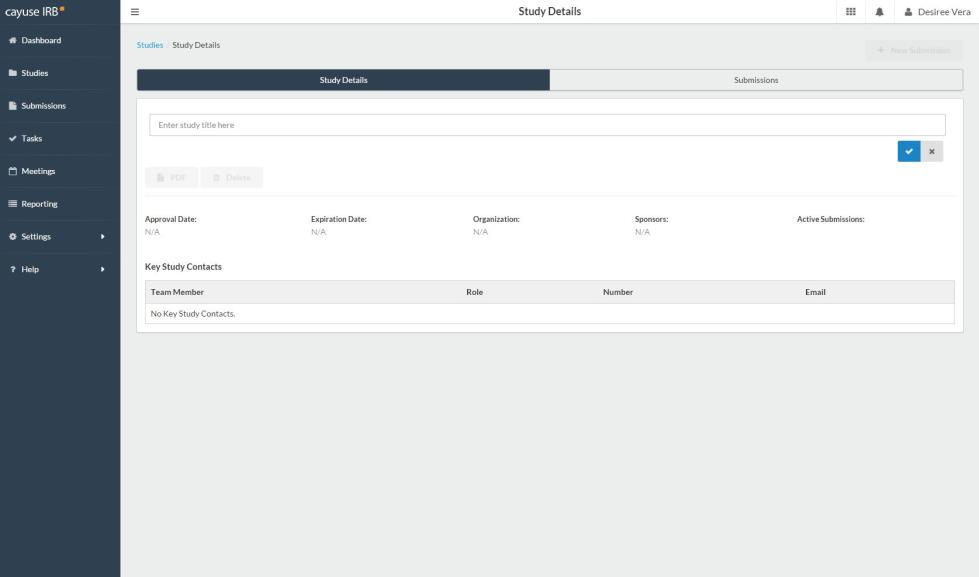 cayuse IRB
Study Details
Desiree Vera
Dashboard
Studies
Submissions
Tasks
Meetings
Reporting
Settings
? Help
Studies / Study Details
+ New Submission
Study Details
Submissions
Enter study title here
PDF
Delete
Approval Date:
N/A
Expiration Date:
N/A
Organization:
N/A
Sponsors:
N/A
Active Submissions:
Key Study Contacts
Team Member Role Number Email
No Key Study Contacts.